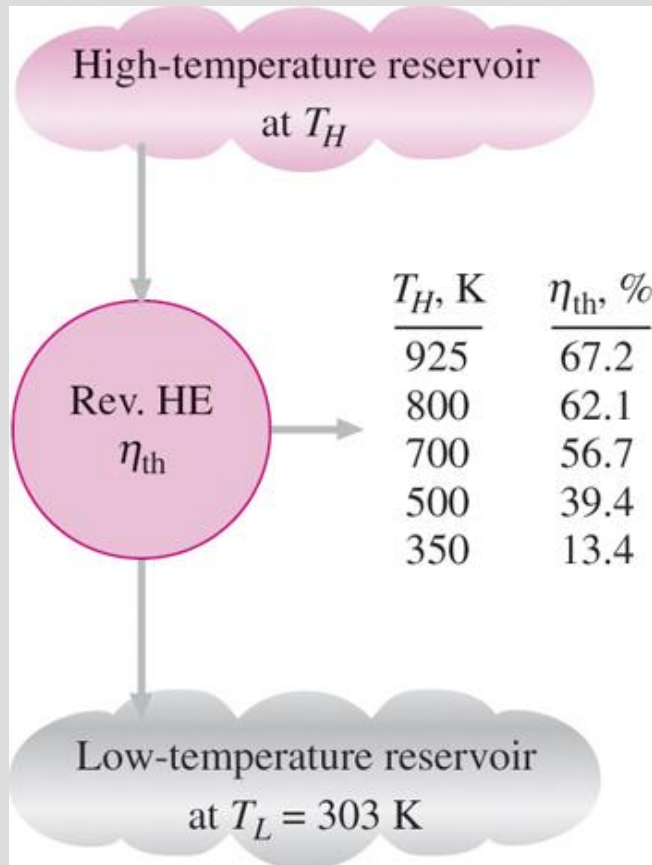 High-temperature reservoir
at T_H
Rev. HE
η_th
T_H, K η_th, %
925 67.2
800 62.1
700 56.7
500 39.4
350 13.4
Low-temperature reservoir
at T_L = 303 K